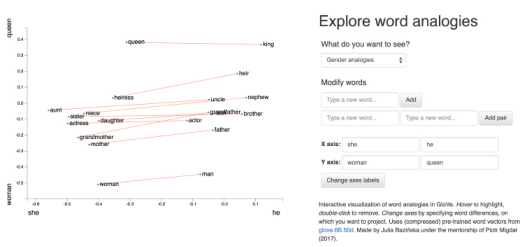 queen
0.4
0.3
0.2
0.1
0.0
-0.1
-0.2
-0.3
-0.4
-0.5
woman
queen
king
heir
heiress
nephew
uncle
aunt
niece
grandfather
brother
sister
daughter
actress
actor
grandmother
father
mother
man
woman
-0.6
-0.5
-0.4
-0.3
-0.2
-0.1
0.0
0.1
she
he
Explore word analogies
What do you want to see?
Gender analogies
Modify words
Type a new word... Add
Type a new word... Type a new word... Add pair
X axis: she he
Y axis: woman queen
Change axes labels
Interactive visualization of word analogies in GloVe. Hover to highlight,
double-click to remove. Change axes by specifying word differences, on
which you want to project. Uses (compressed) pre-trained word vectors from
glove.6B.50d. Made by Julia Bazińska under the mentorship of Piotr Migdal
(2017).